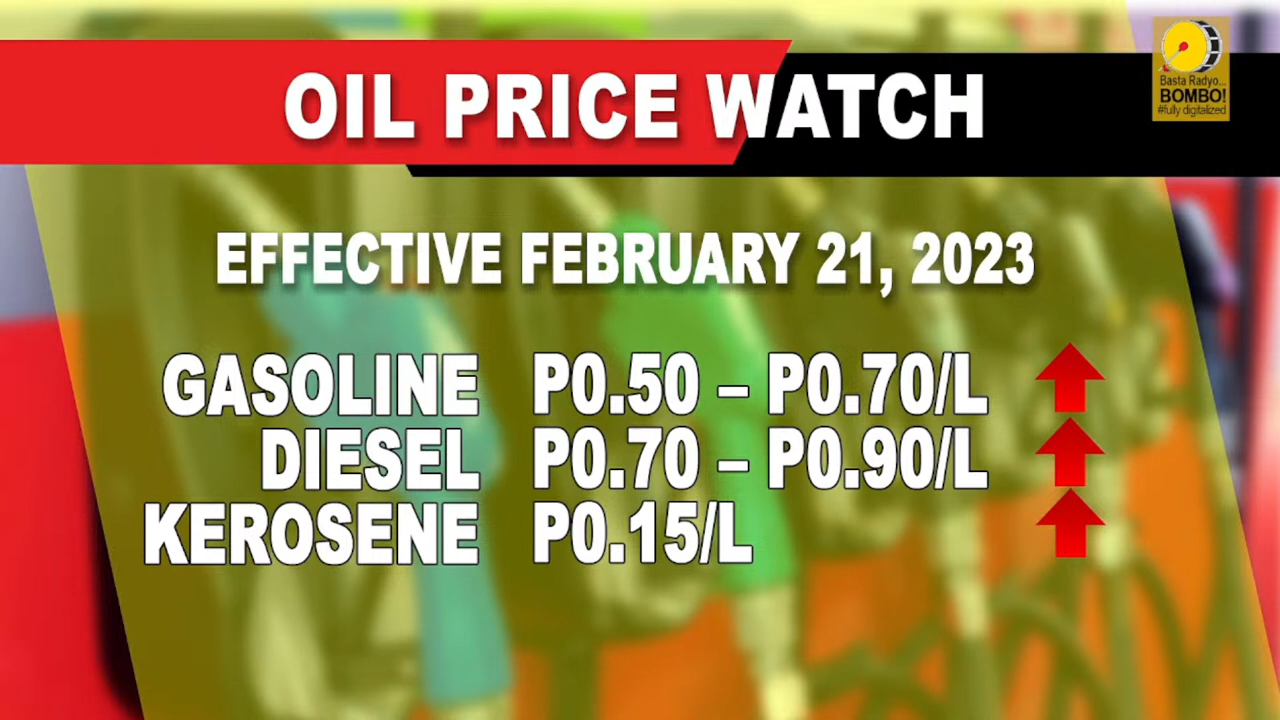 OIL PRICE WATCH
Basta Radyo...
BOMBO!
#fully digitalized
EFFECTIVE FEBRUARY 21, 2023
GASOLINE P0.50 – P0.70/L
DIESEL P0.70 – P0.90/L
KEROSENE P0.15/L